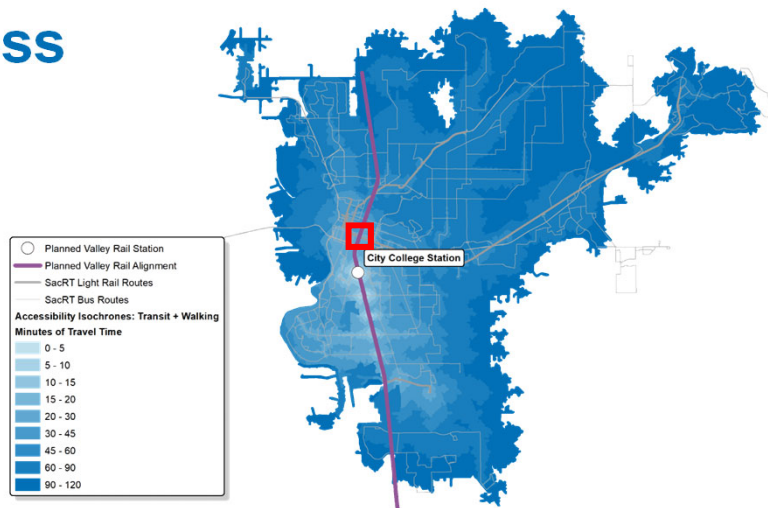 ss
City College Station
Planned Valley Rail Station
Planned Valley Rail Alignment
SacRT Light Rail Routes
SacRT Bus Routes
Accessibility Isochrones: Transit + Walking
Minutes of Travel Time
0 - 5
5 - 10
10 - 15
15 - 20
20 - 30
30 - 45
45 - 60
60 - 90
90 - 120